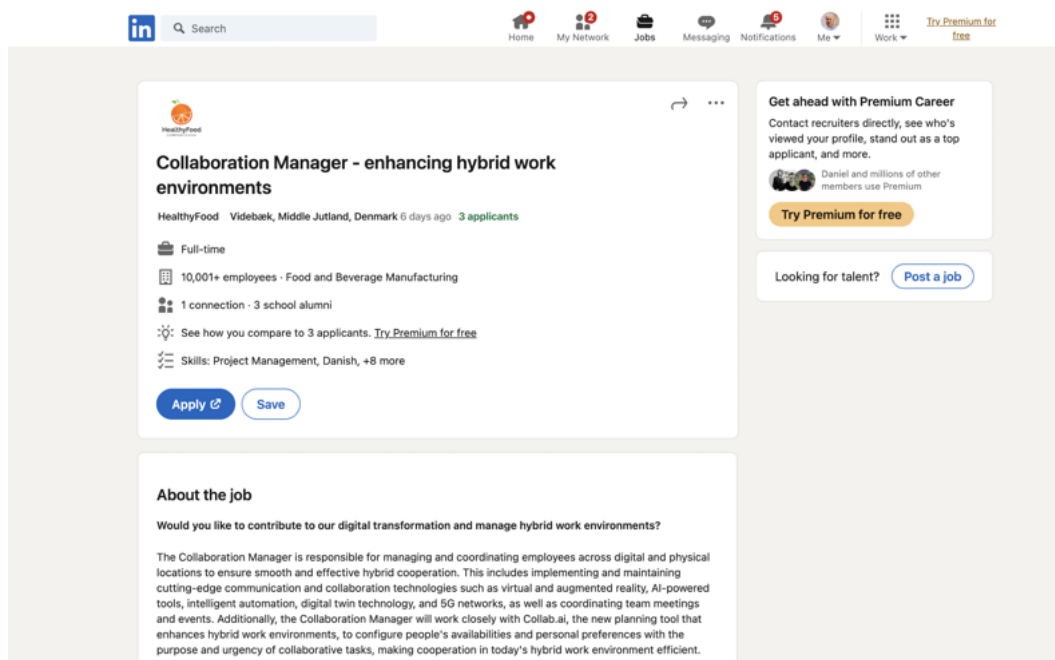 in
Search
Home
My Network
2
Jobs
Messaging
Notifications
5
Me
Work
Try Premium for
free
HealthyFood
Collaboration Manager - enhancing hybrid work
environments
HealthyFood Videbæk, Middle Jutland, Denmark 6 days ago 3 applicants
Full-time
10,001+ employees · Food and Beverage Manufacturing
1 connection · 3 school alumni
See how you compare to 3 applicants. Try Premium for free
Skills: Project Management, Danish, +8 more
Apply
Save
Get ahead with Premium Career
Contact recruiters directly, see who's
viewed your profile, stand out as a top
applicant, and more.
Daniel and millions of other
members use Premium
Try Premium for free
Looking for talent?
Post a job
About the job
Would you like to contribute to our digital transformation and manage hybrid work environments?
The Collaboration Manager is responsible for managing and coordinating employees across digital and physical
locations to ensure smooth and effective hybrid cooperation. This includes implementing and maintaining
cutting-edge communication and collaboration technologies such as virtual and augmented reality, AI-powered
tools, intelligent automation, digital twin technology, and 5G networks, as well as coordinating team meetings
and events. Additionally, the Collaboration Manager will work closely with Collab.ai, the new planning tool that
enhances hybrid work environments, to configure people's availabilities and personal preferences with the
purpose and urgency of collaborative tasks, making cooperation in today's hybrid work environment efficient.